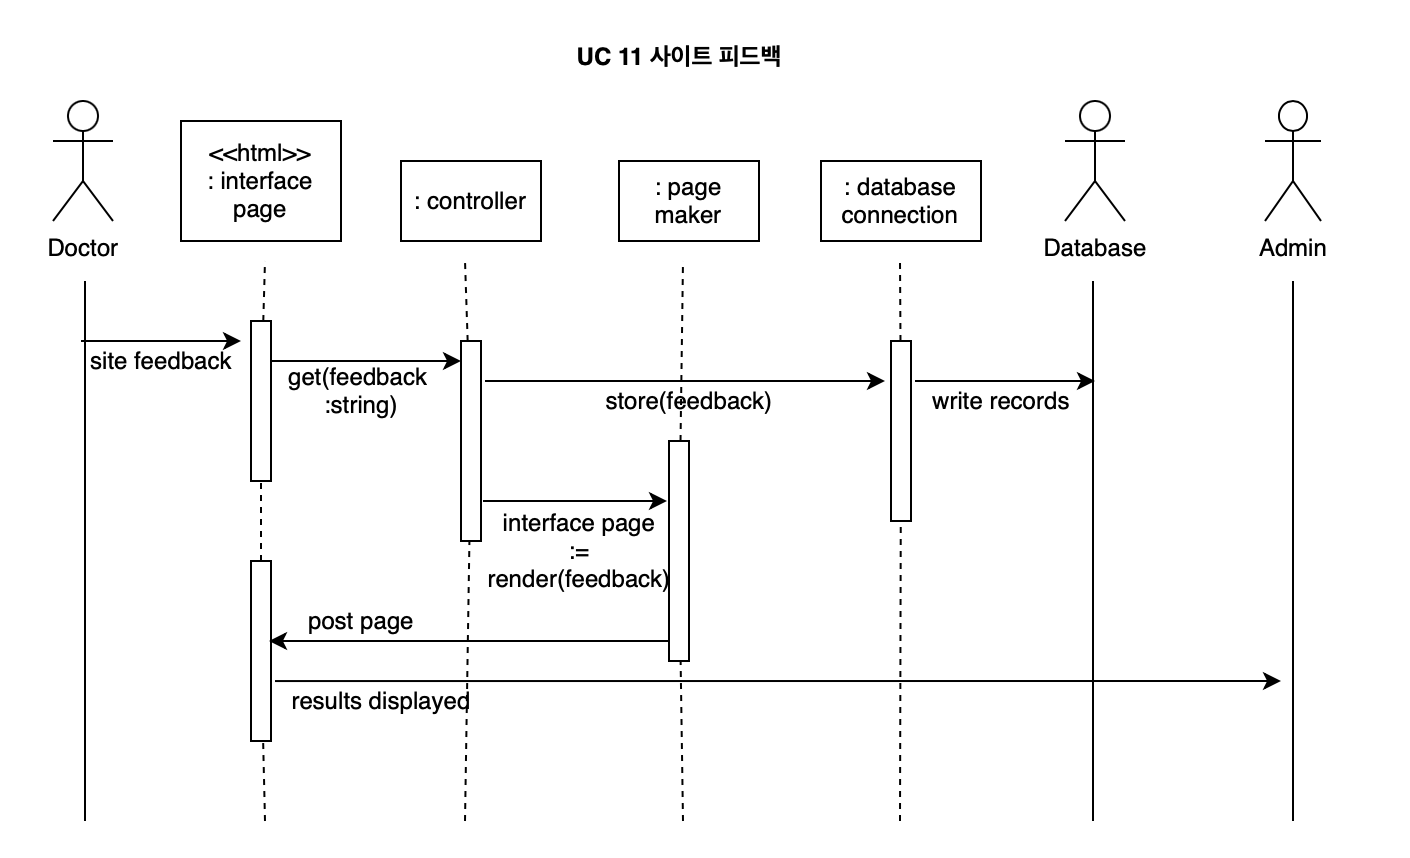 UC 11 사이트 피드백
<<html>>
: interface
page
: controller
: page
maker
: database
connection
Doctor
Database
Admin
site feedback
get(feedback
:string)
store(feedback)
write records
interface page
:=
render(feedback)
post page
results displayed